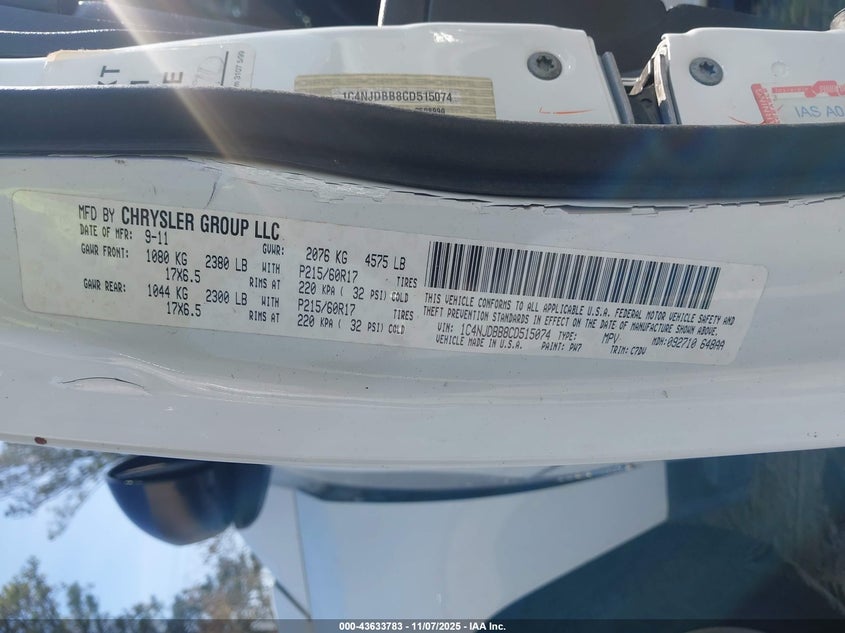 1C4NJDBB8CD515074
MFD BY CHRYSLER GROUP LLC
DATE OF MFR: 9-11 GVWR: 2076 KG 4575 LB
GAWR FRONT: 1080 KG 2380 LB WITH P215/60R17 TIRES
17X6.5 RIMS AT 220 KPA ( 32 PSI) COLD
GAWR REAR: 1044 KG 2300 LB WITH P215/60R17 TIRES
17X6.5 RIMS AT 220 KPA ( 32 PSI) COLD
THIS VEHICLE CONFORMS TO ALL APPLICABLE U.S.A. FEDERAL MOTOR VEHICLE SAFETY AND
THEFT PREVENTION STANDARDS IN EFFECT ON THE DATE OF MANUFACTURE SHOWN ABOVE.
VIN: 1C4NJDBB8CD515074 TYPE: MPV MDH: 092710 648AA
VEHICLE MADE IN U.S.A. PAINT: PW7 TRIM: C7DV
IAS
000-43633783 - 11/07/2025 - IAA Inc.